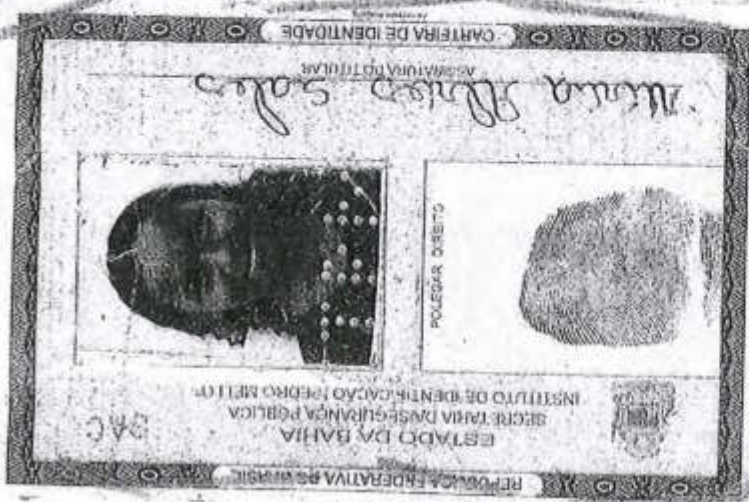 REPÚBLICA FEDERATIVA DO BRASIL
ESTADO DA BAHIA
SECRETARIA DA SEGURANÇA PÚBLICA
INSTITUTO DE IDENTIFICAÇÃO "PEDRO MELLO"
POLEGAR DIREITO
Alves Sales
ASSINATURA DO TITULAR
CARTEIRA DE IDENTIDADE